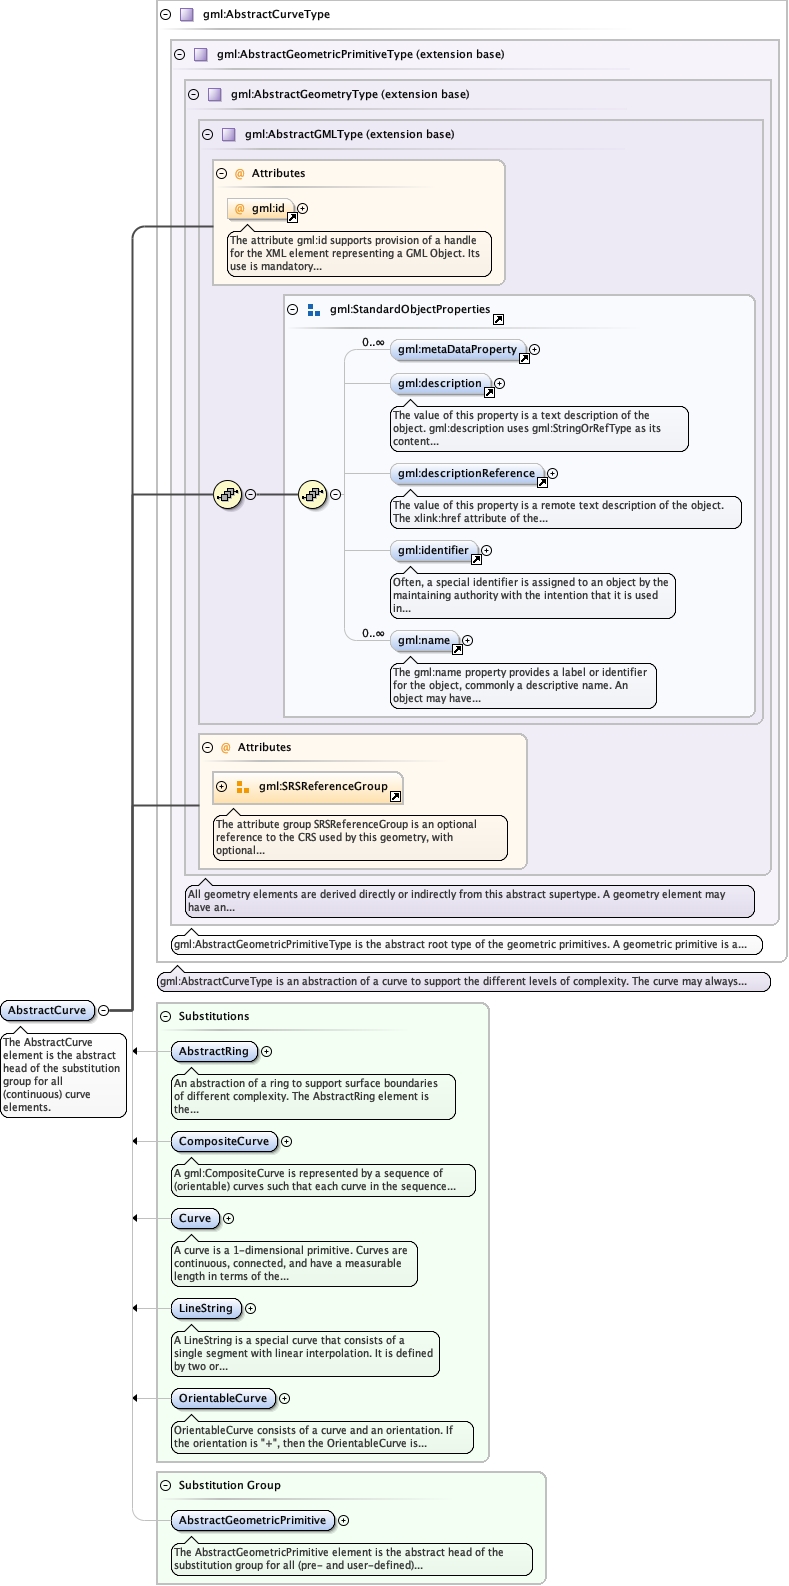 gml:AbstractCurveType
gml:AbstractGeometricPrimitiveType (extension base)
gml:AbstractGeometryType (extension base)
gml:AbstractGMLType (extension base)
@ Attributes
@ gml:id
The attribute gml:id supports provision of a handle
for the XML element representing a GML Object. Its
use is mandatory...
gml:StandardObjectProperties
0..∞
gml:metaDataProperty
gml:description
The value of this property is a text description of the
object. gml:description uses gml:StringOrRefType as its
content...
gml:descriptionReference
The value of this property is a remote text description of the object.
The xlink:href attribute of the...
gml:identifier
Often, a special identifier is assigned to an object by the
maintaining authority with the intention that it is used
in...
0..∞
gml:name
The gml:name property provides a label or identifier
for the object, commonly a descriptive name. An
object may have...
@ Attributes
gml:SRSReferenceGroup
The attribute group SRSReferenceGroup is an optional
reference to the CRS used by this geometry, with
optional...
All geometry elements are derived directly or indirectly from this abstract supertype. A geometry element may
have an...
gml:AbstractGeometricPrimitiveType is the abstract root type of the geometric primitives. A geometric primitive is a...
gml:AbstractCurveType is an abstraction of a curve to support the different levels of complexity. The curve may always...
AbstractCurve
The AbstractCurve
element is the abstract
head of the substitution
group for all
(continuous) curve
elements.
Substitutions
AbstractRing
An abstraction of a ring to support surface boundaries
of different complexity. The AbstractRing element is
the...
CompositeCurve
A gml:CompositeCurve is represented by a sequence of
(orientable) curves such that each curve in the sequence...
Curve
A curve is a 1-dimensional primitive. Curves are
continuous, connected, and have a measurable
length in terms of the...
LineString
A LineString is a special curve that consists of a
single segment with linear interpolation. It is defined
by two or...
OrientableCurve
OrientableCurve consists of a curve and an orientation. If
the orientation is "+", then the OrientableCurve is...
Substitution Group
AbstractGeometricPrimitive
The AbstractGeometricPrimitive element is the abstract head of the
substitution group for all (pre- and user-defined)...